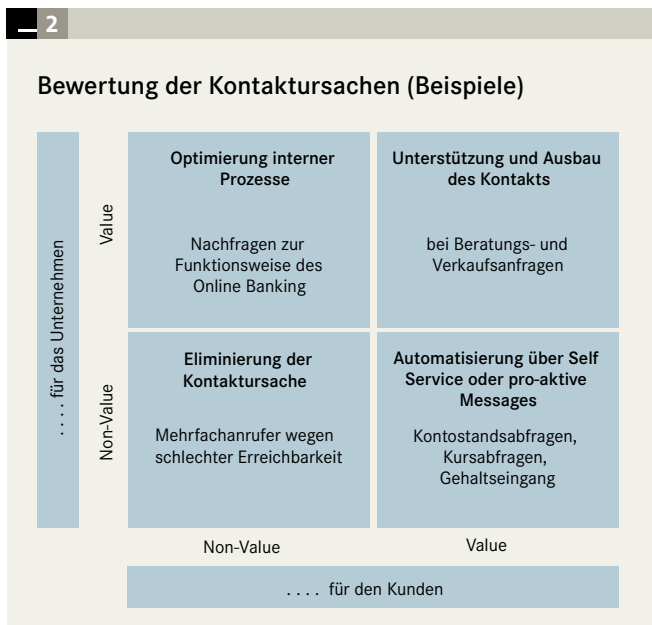 2
Bewertung der Kontaktursachen (Beispiele)
. . . . für das Unternehmen
Value
Optimierung interner
Prozesse
Nachfragen zur
Funktionsweise des
Online Banking
Unterstützung und Ausbau
des Kontakts
bei Beratungs- und
Verkaufsanfragen
Non-Value
Eliminierung der
Kontaktursache
Mehrfachanrufer wegen
schlechter Erreichbarkeit
Automatisierung über Self
Service oder pro-aktive
Messages
Kontostandsabfragen,
Kursabfragen,
Gehaltseingang
Non-Value
Value
. . . . für den Kunden